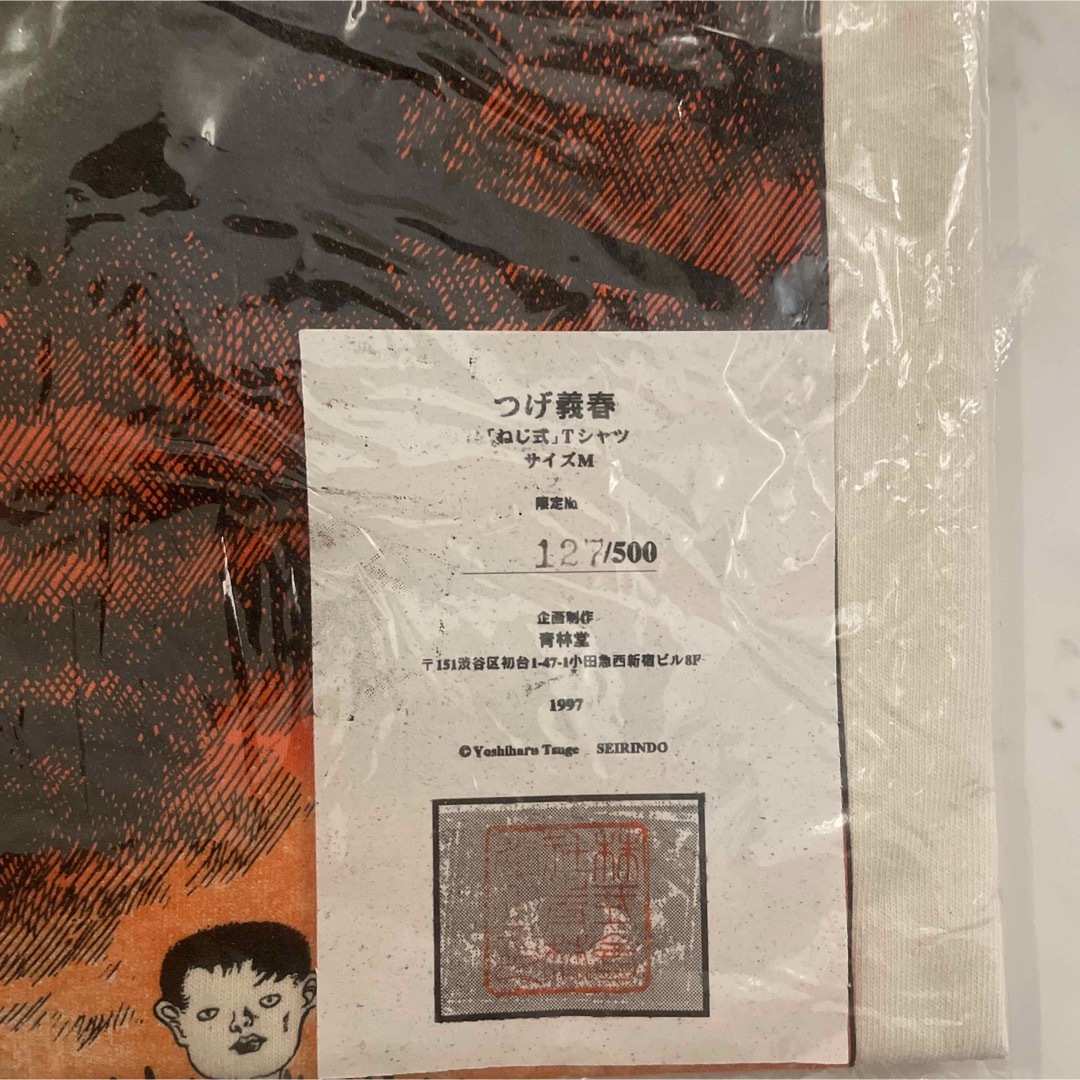 つげ義春
「ねじ式」Tシャツ
サイズM
限定№
127/500
企画制作
青林堂
〒151渋谷区初台1-47-1小田急西新宿ビル8F
1997
©Yoshiharu Tsuge SEIRINDO